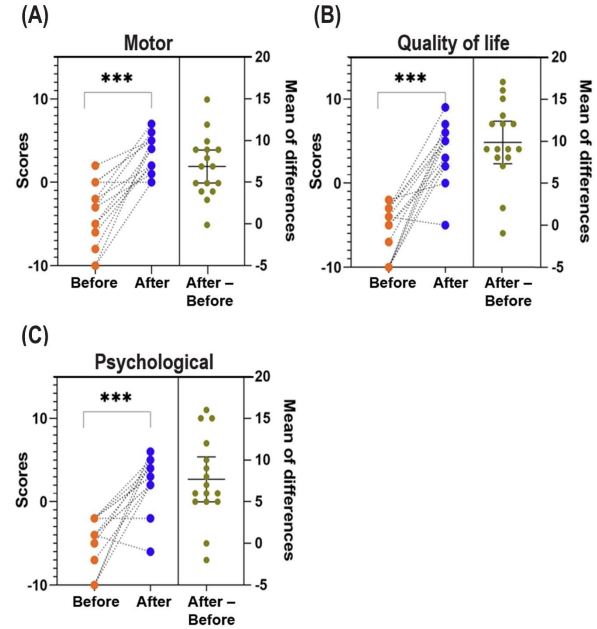 (A)
Motor
***
Scores
10
0
-10
20
15
10
5
0
-5
Mean of differences
Before
After
After –
Before
(B)
Quality of life
***
Scores
10
0
-10
20
15
10
5
0
-5
Mean of differences
Before
After
After –
Before
(C)
Psychological
***
Scores
10
0
-10
20
15
10
5
0
-5
Mean of differences
Before
After
After –
Before